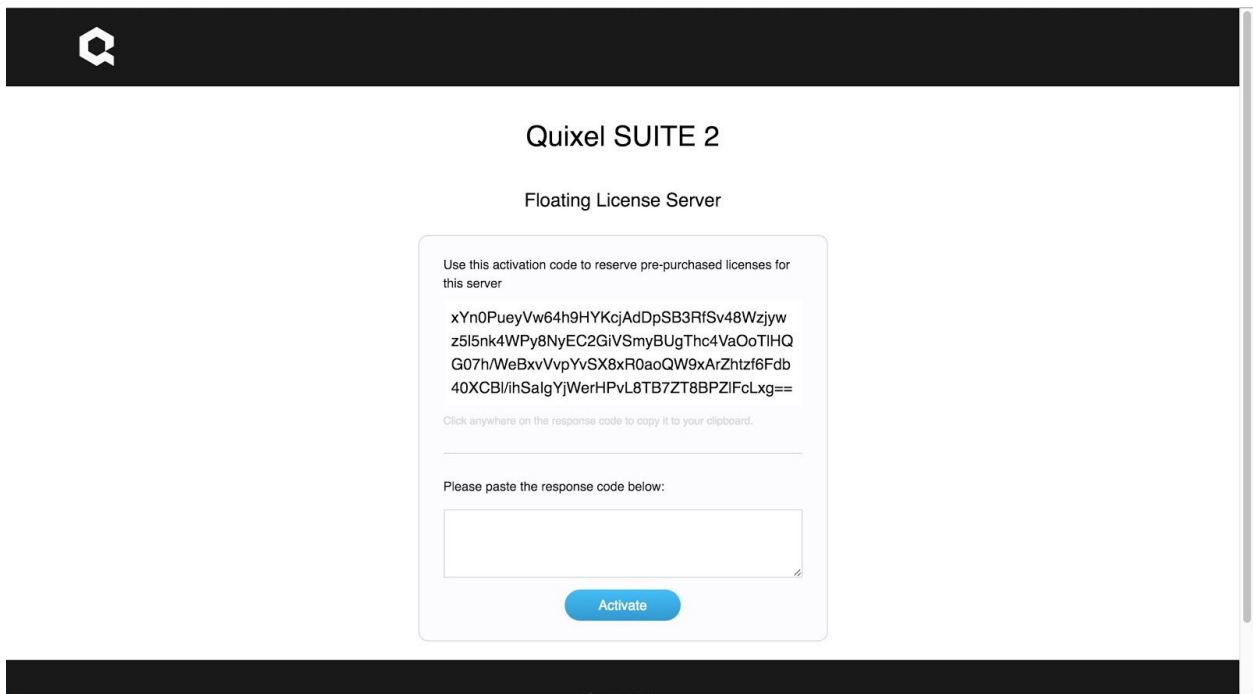 Quixel SUITE 2
Floating License Server
Use this activation code to reserve pre-purchased licenses for
this server
xYn0PueyVw64h9HYKcjAdDpSB3RfSv48Wzjyw
z5l5nk4WPy8NyEC2GiVSmyBUgThc4VaOoTlHQ
G07h/WeBxvVvpYvSX8xR0aoQW9xArZhtzf6Fdb
40XCBl/ihSaIgYjWerHPvL8TB7ZT8BPZlFcLxg==
Click anywhere on the response code to copy it to your clipboard.
Please paste the response code below:
Activate